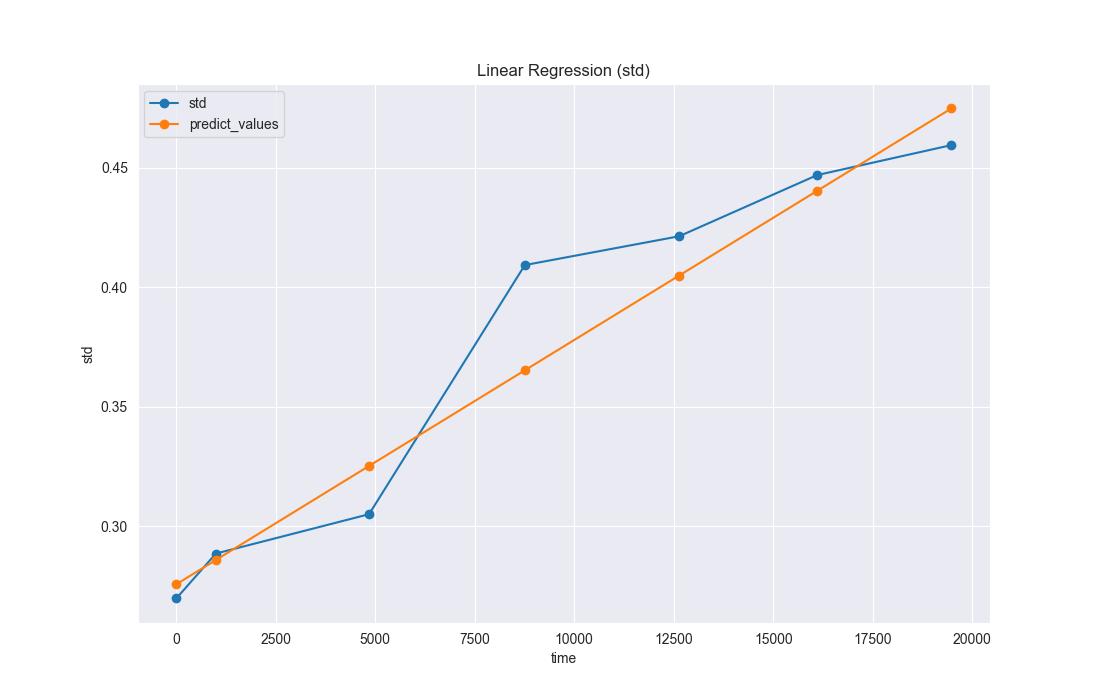 Linear Regression (std)
std
predict_values
0.45
0.40
0.35
0.30
std
0 2500 5000 7500 10000 12500 15000 17500 20000
time